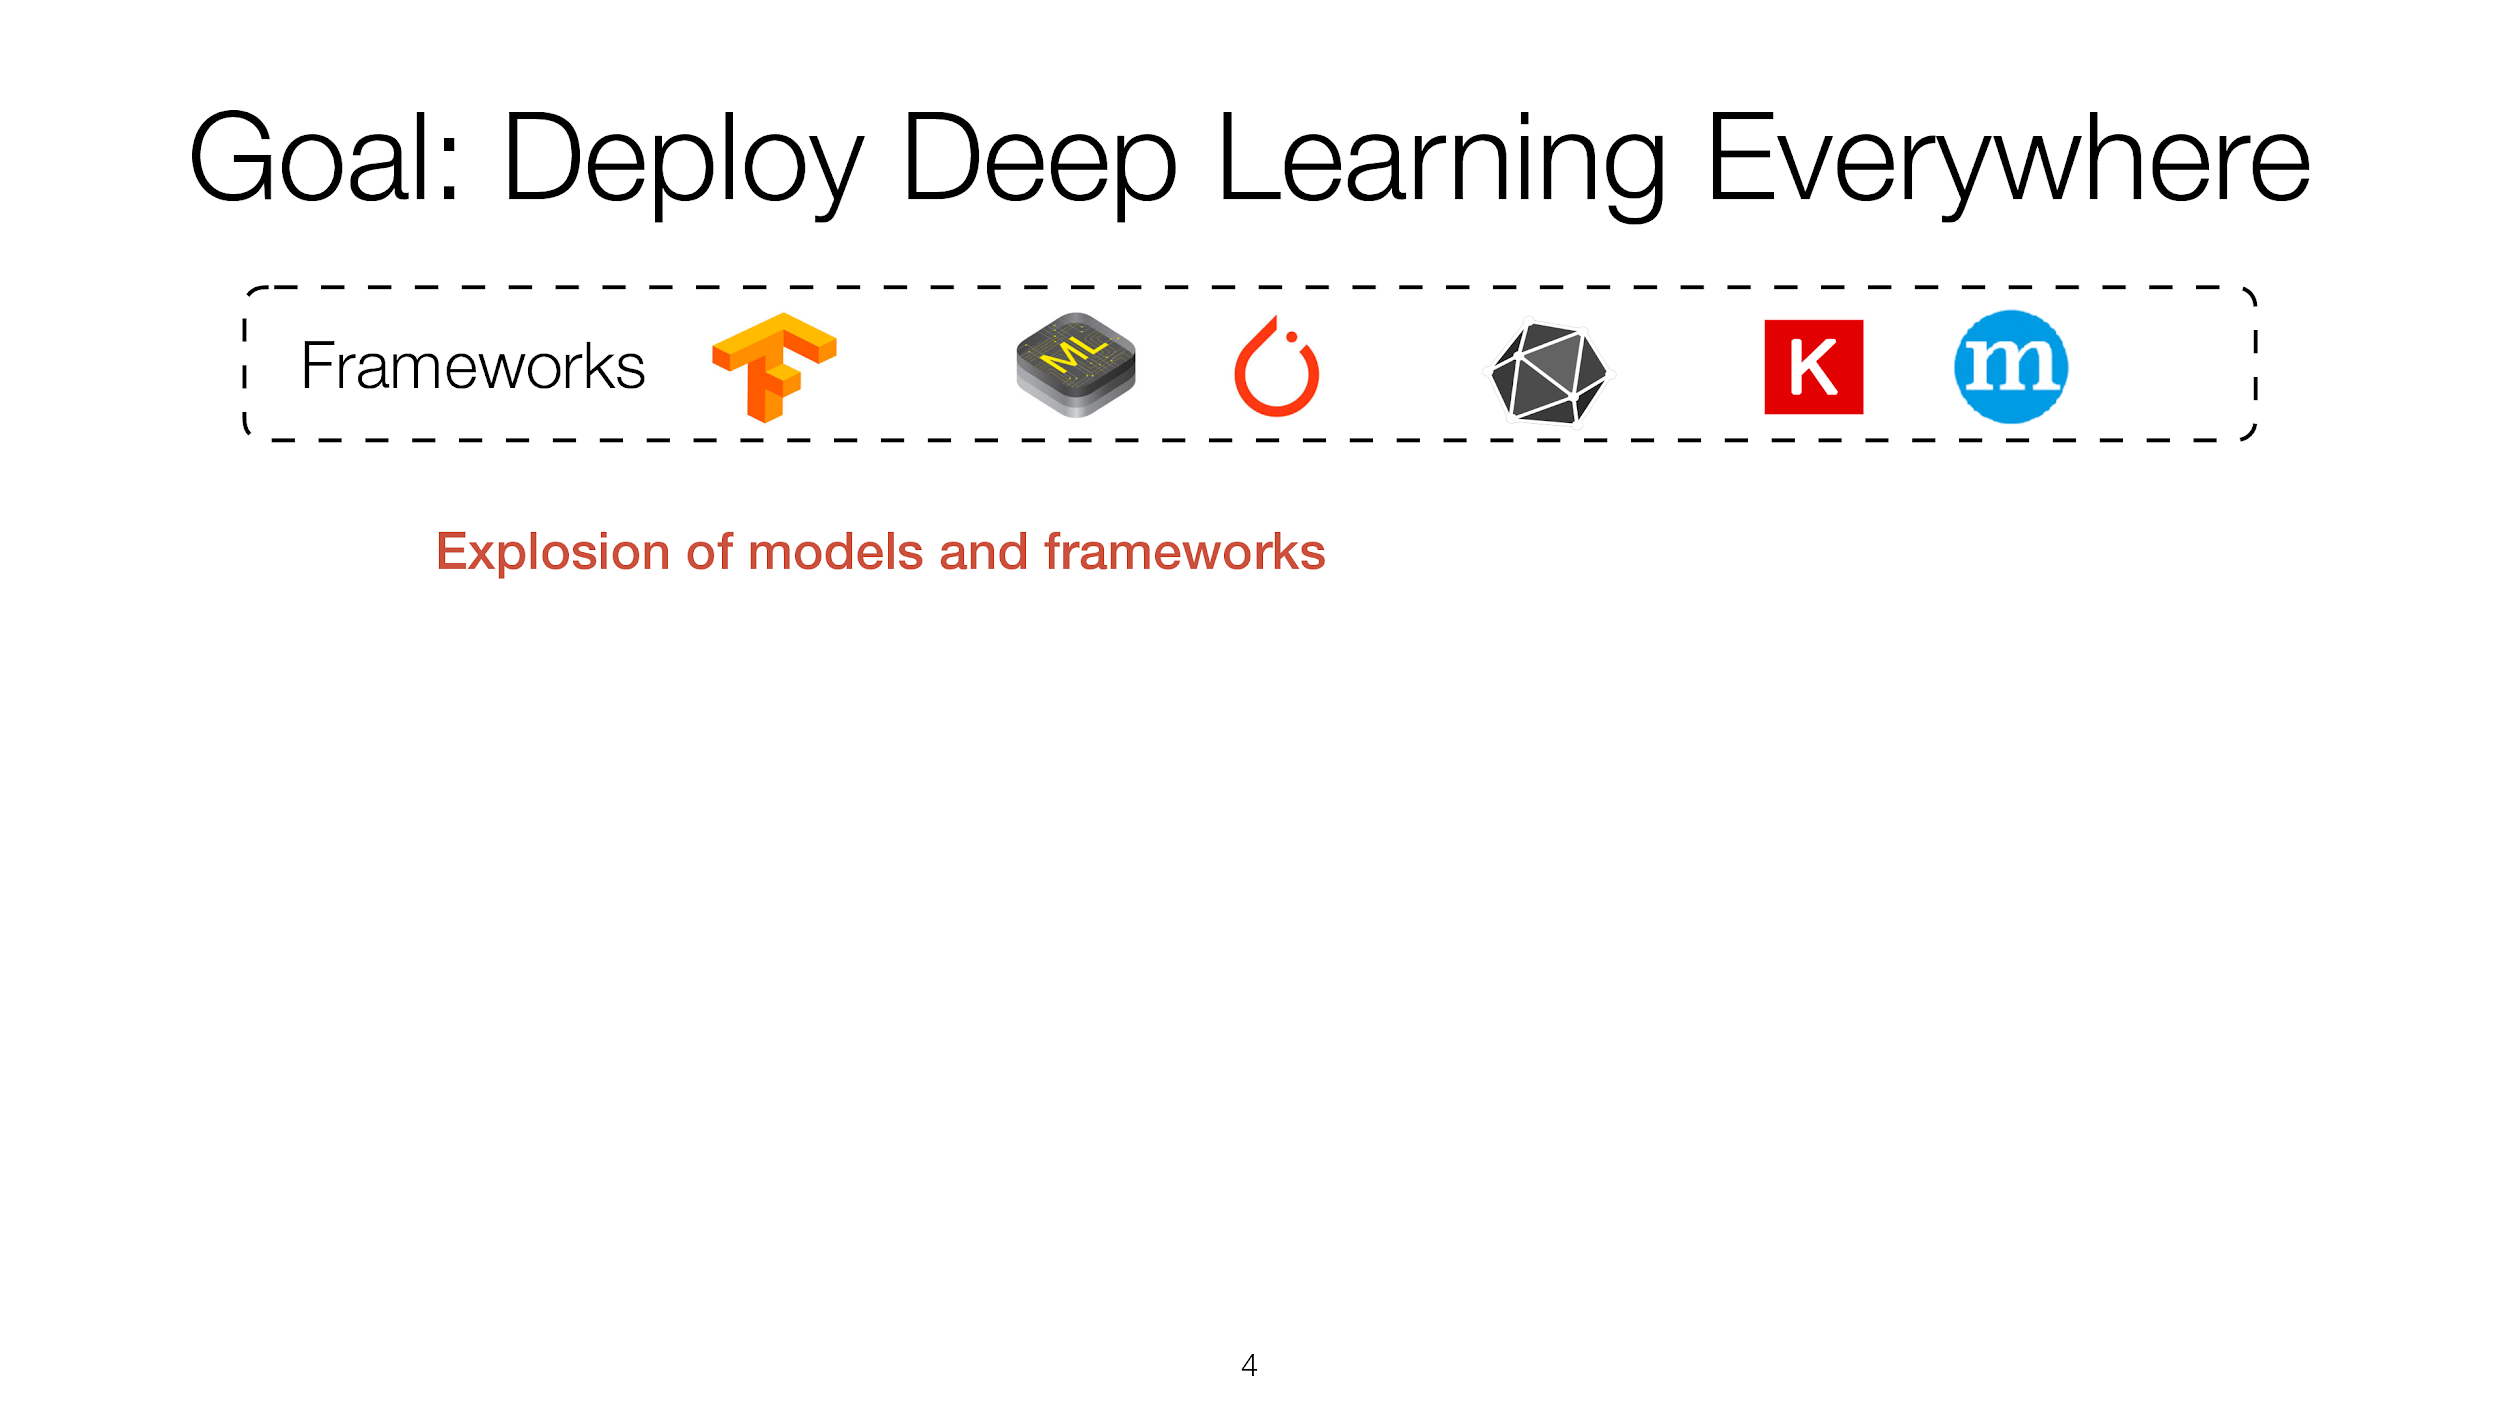 Goal: Deploy Deep Learning Everywhere
Frameworks
ML
K
m
Explosion of models and frameworks
4